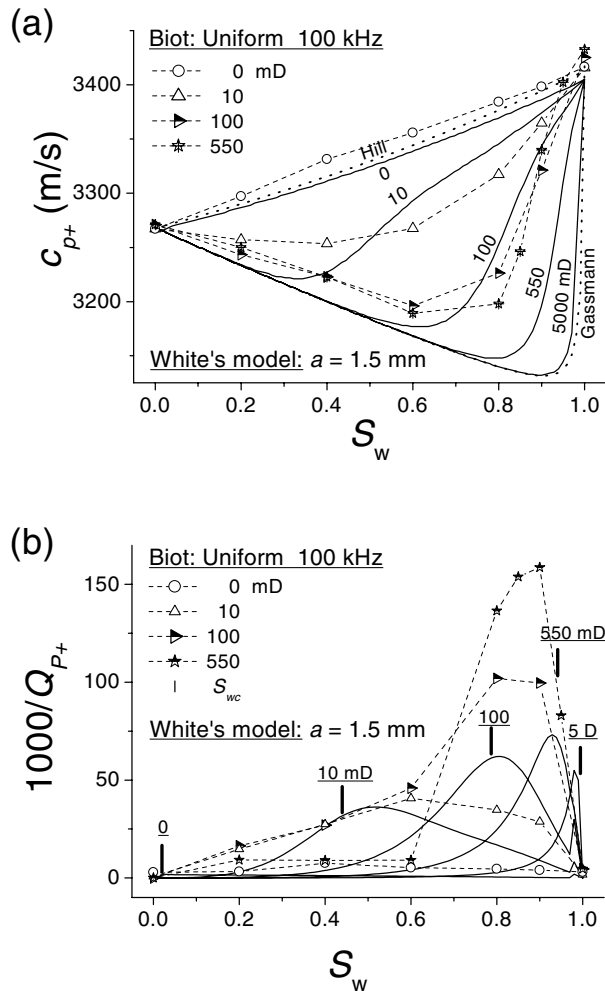 (a)
Biot: Uniform 100 kHz
0 mD
10
100
550
Hill
0
10
100
550
5000 mD
Gassmann
White's model: a = 1.5 mm
3400
3300
3200
c_{p+} (m/s)
0.0 0.2 0.4 0.6 0.8 1.0
S_w
(b)
Biot: Uniform 100 kHz
0 mD
10
100
550
S_{wc}
White's model: a = 1.5 mm
550 mD
100
5 D
10 mD
0
150
100
50
0
1000/Q_{P+}
0.0 0.2 0.4 0.6 0.8 1.0
S_w